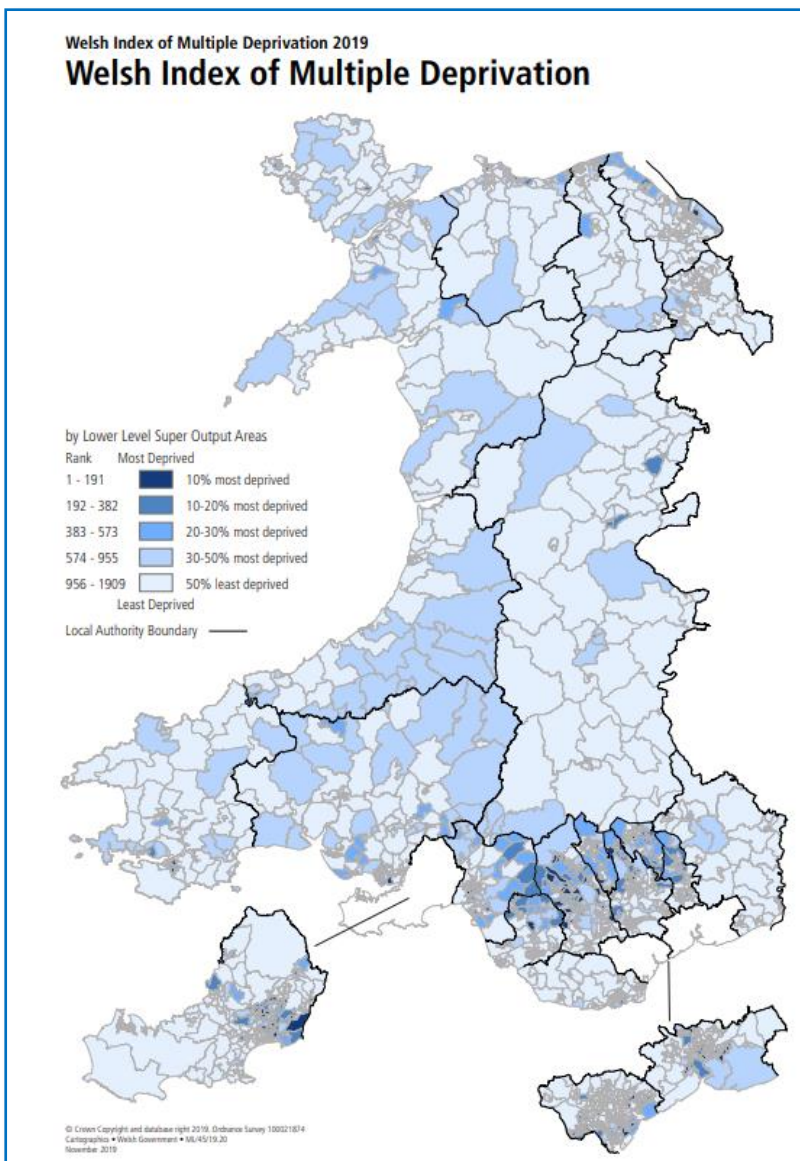 Welsh Index of Multiple Deprivation 2019
Welsh Index of Multiple Deprivation
by Lower Level Super Output Areas
Rank Most Deprived
1 - 191 10% most deprived
192 - 382 10-20% most deprived
383 - 573 20-30% most deprived
574 - 955 30-50% most deprived
956 - 1909 50% least deprived
Least Deprived
Local Authority Boundary
© Crown Copyright and database right 2019. Ordnance Survey 100021874
Cartographics • Welsh Government • ML/45/19.20
November 2019